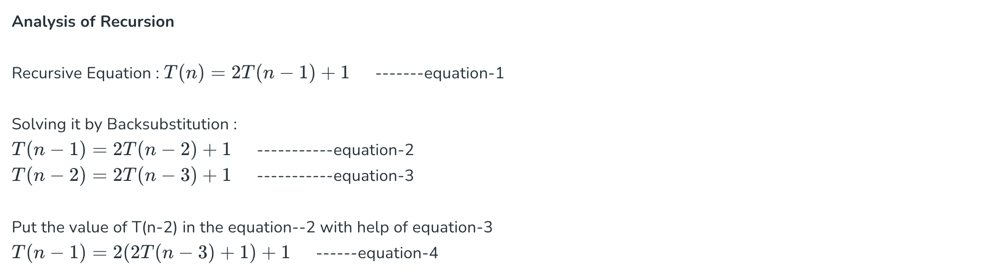 Analysis of Recursion
Recursive Equation : T(n) = 2T(n − 1) + 1 -------equation-1
Solving it by Backsubstitution :
T(n − 1) = 2T(n − 2) + 1 -----------equation-2
T(n − 2) = 2T(n − 3) + 1 -----------equation-3
Put the value of T(n-2) in the equation--2 with help of equation-3
T(n − 1) = 2(2T(n − 3) + 1) + 1 ------equation-4